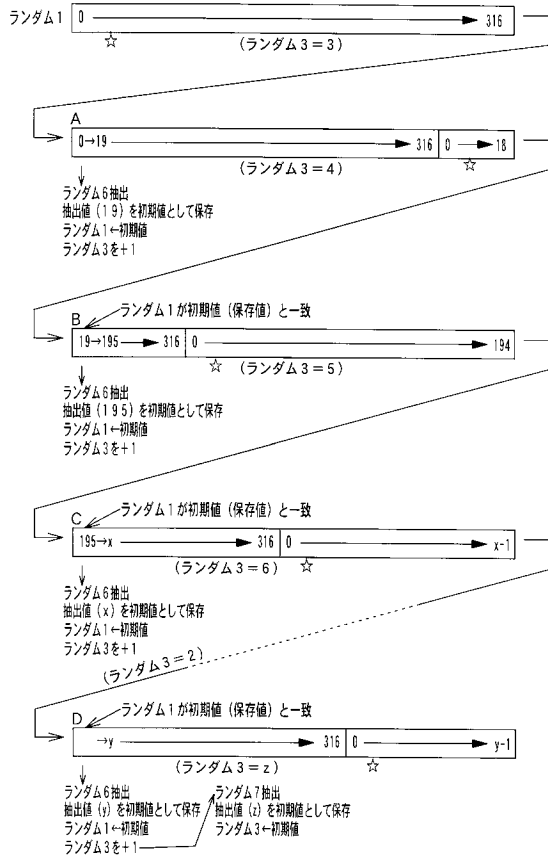 ランダム1 0 316
☆ (ランダム3=3)
A
0→19 316 0 18
(ランダム3=4) ☆
ランダム6抽出
抽出値(19)を初期値として保存
ランダム1←初期値
ランダム3を+1
B ランダム1が初期値(保存値)と一致
19→195 316 0 194
☆ (ランダム3=5)
ランダム6抽出
抽出値(195)を初期値として保存
ランダム1←初期値
ランダム3を+1
C ランダム1が初期値(保存値)と一致
195→x 316 0 x-1
(ランダム3=6) ☆
ランダム6抽出
抽出値(x)を初期値として保存
ランダム1←初期値
ランダム3を+1
(ランダム3=2)
D ランダム1が初期値(保存値)と一致
→y 316 0 y-1
(ランダム3=z) ☆
ランダム6抽出
抽出値(y)を初期値として保存
ランダム1←初期値
ランダム3を+1
ランダム7抽出
抽出値(z)を初期値として保存
ランダム3←初期値